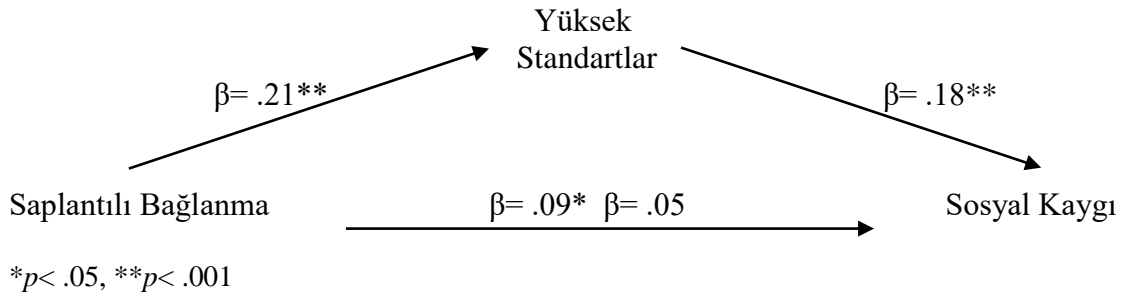 Yüksek
Standartlar
β= .21**
β= .18**
Saplantılı Bağlanma
β= .09* β= .05
Sosyal Kaygı
*p< .05, **p< .001